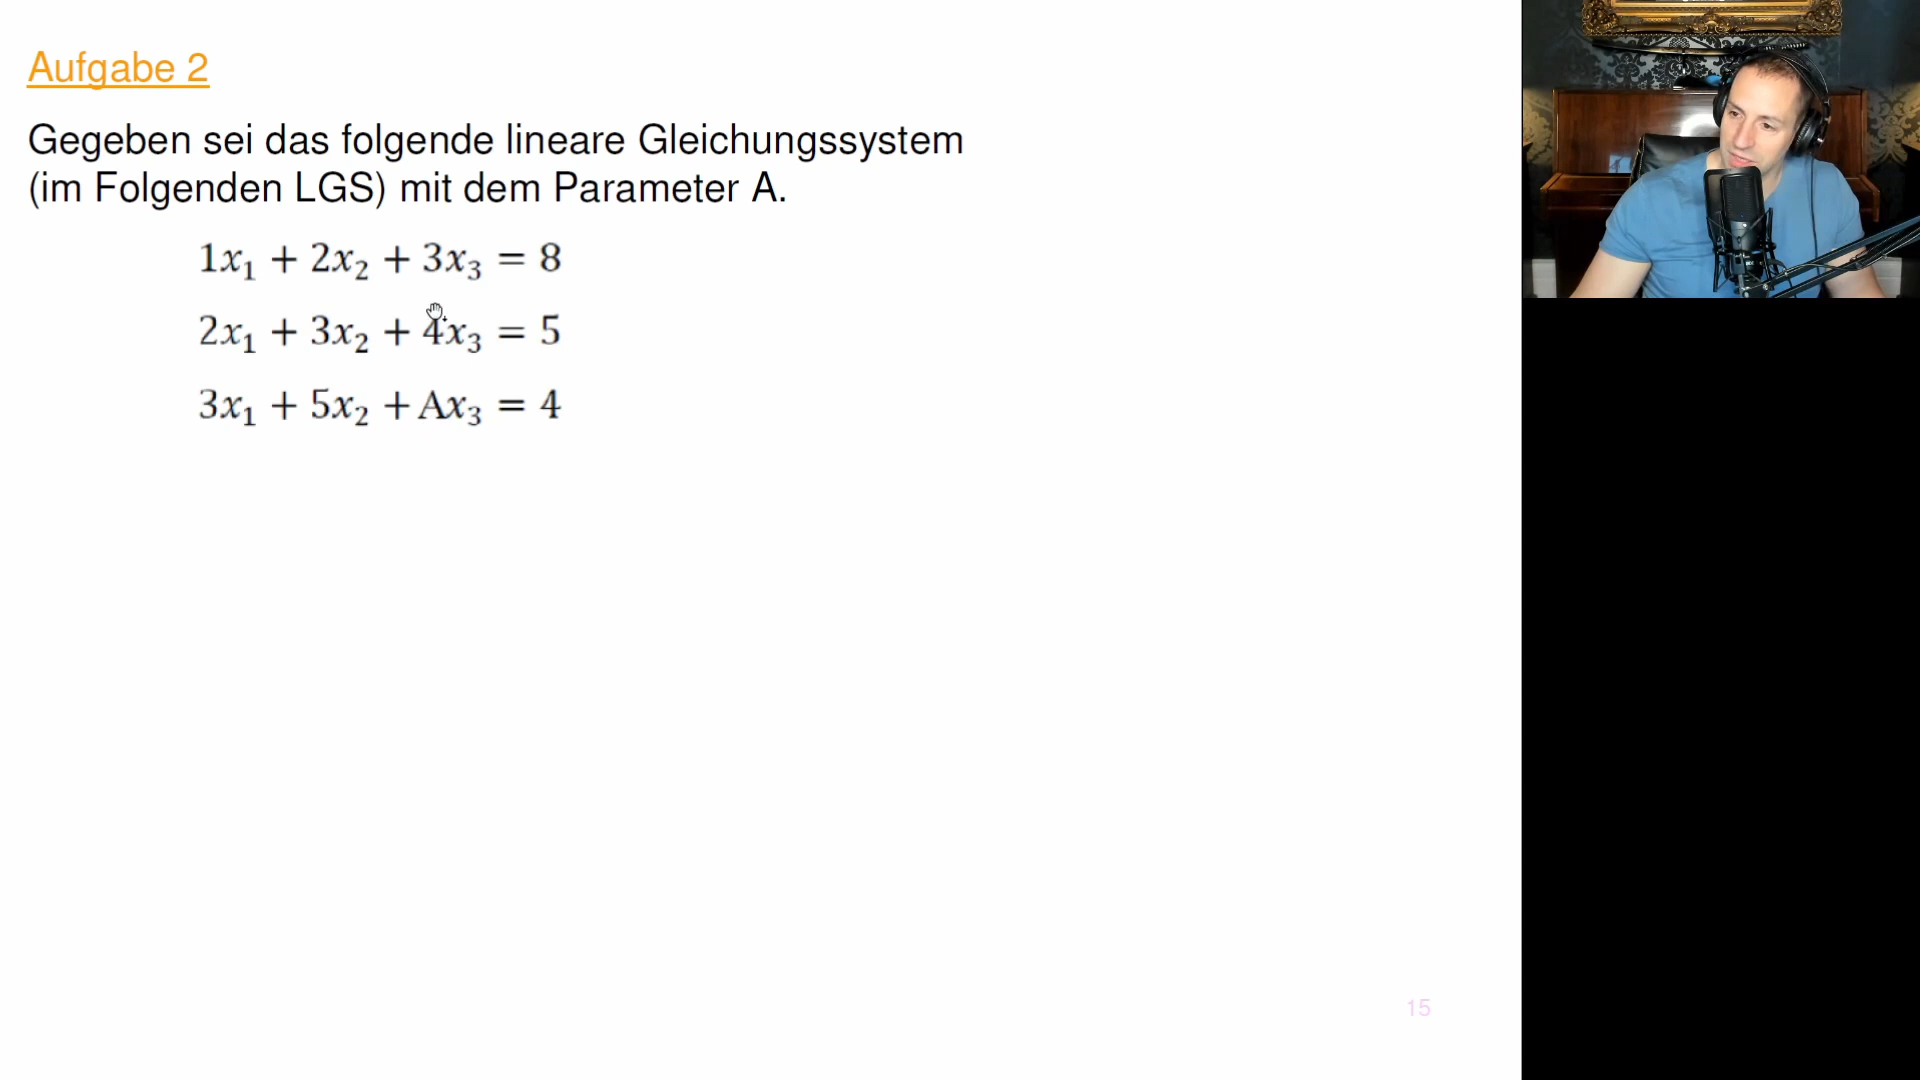 Aufgabe 2
Gegeben sei das folgende lineare Gleichungssystem
(im Folgenden LGS) mit dem Parameter A.
1x₁ + 2x₂ + 3x₃ = 8
2x₁ + 3x₂ + 4x₃ = 5
3x₁ + 5x₂ + Ax₃ = 4
15